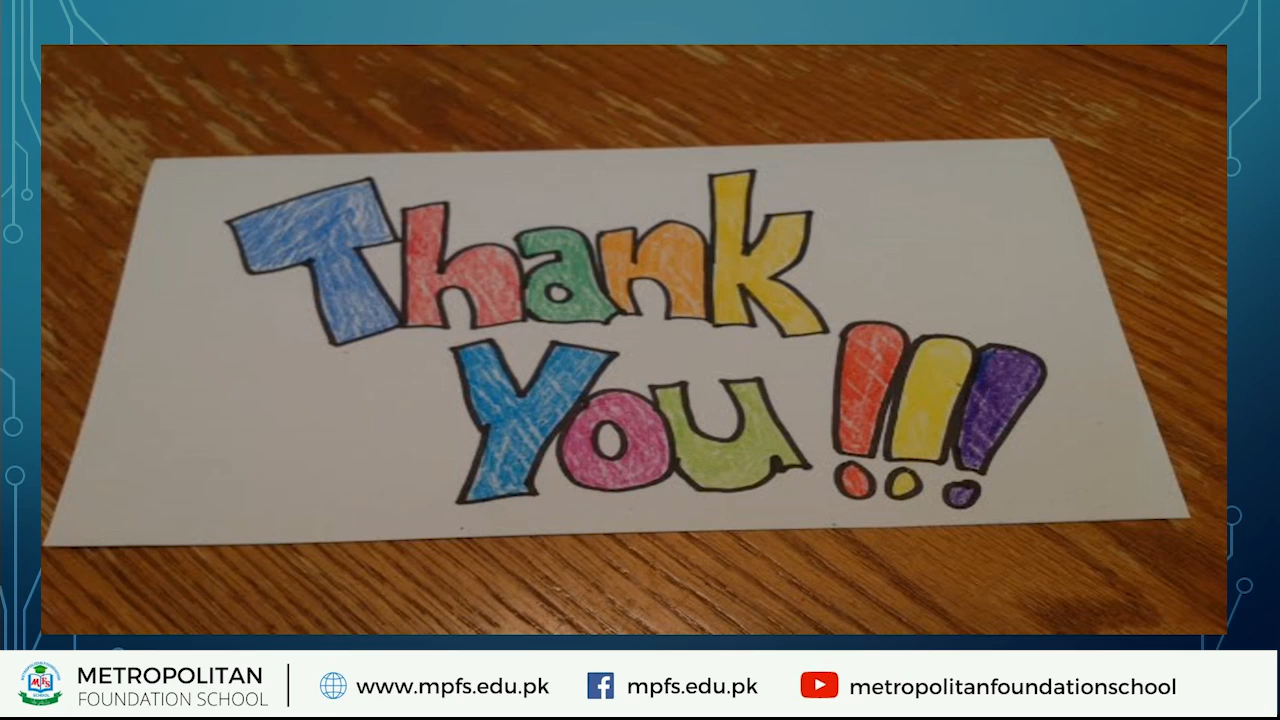 Thank
You!!!
METROPOLITAN
FOUNDATION SCHOOL
www.mpfs.edu.pk
mpfs.edu.pk
metropolitanfoundationschool